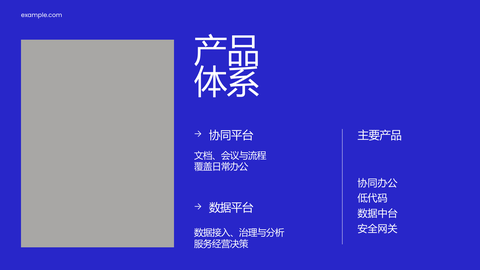 example.com
产品
体系
→ 协同平台
文档、会议与流程
覆盖日常办公
→ 数据平台
数据接入、治理与分析
服务经营决策
主要产品
协同办公
低代码
数据中台
安全网关